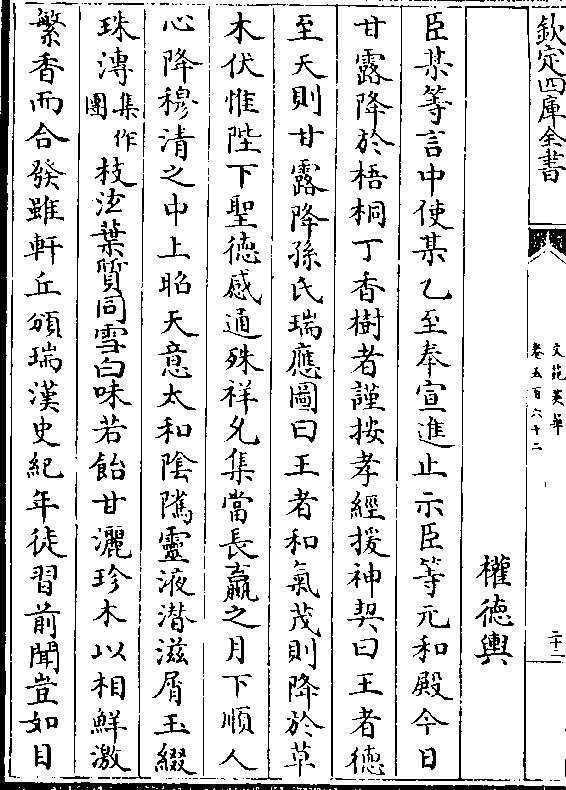 欽定四庫全書
文苑英華
卷五百六十二
二十二
權德輿
臣某等言中使某乙至奉宣進止示臣等元和殿今日
甘露降於梧桐丁香樹者謹按孝經援神契曰王者德
至天則甘露降孫氏瑞應圖曰王者和氣茂則降於草
木伏惟陛下聖徳感通殊祥允集當長嬴之月下順人
心降穆清之中上昭天意太和陰隲靈液潛滋屑玉綴
珠溥集作團枝泫葉質同雪白味若飴甘灑珍木以相鮮激
繁香而合發雖軒丘頒瑞漢史紀年徒習前聞豈如目